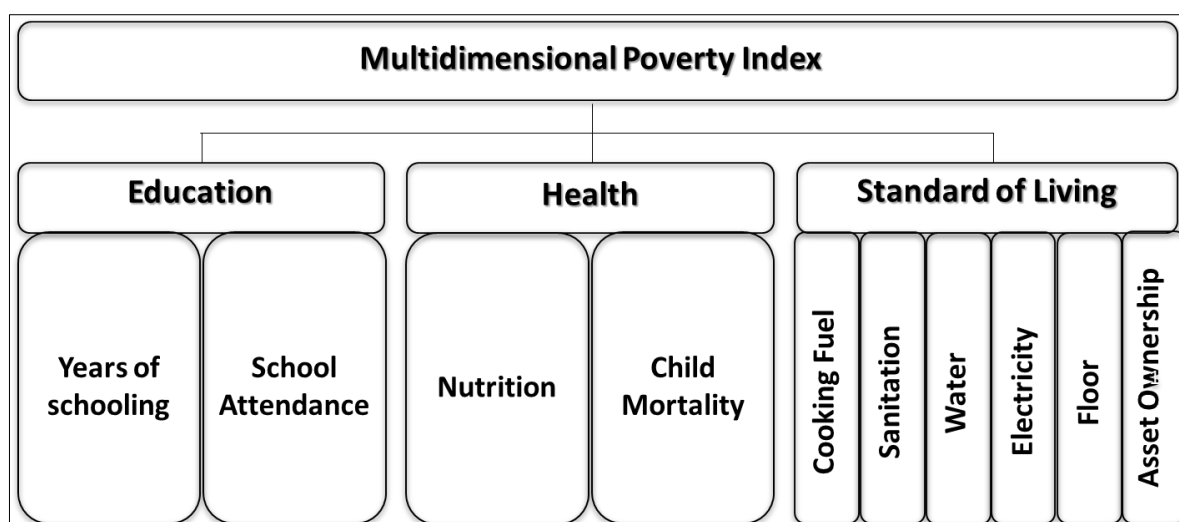 Multidimensional Poverty Index
Education
Health
Standard of Living
Years of
schooling
School
Attendance
Nutrition
Child
Mortality
Cooking Fuel
Sanitation
Water
Electricity
Floor
Asset Ownership